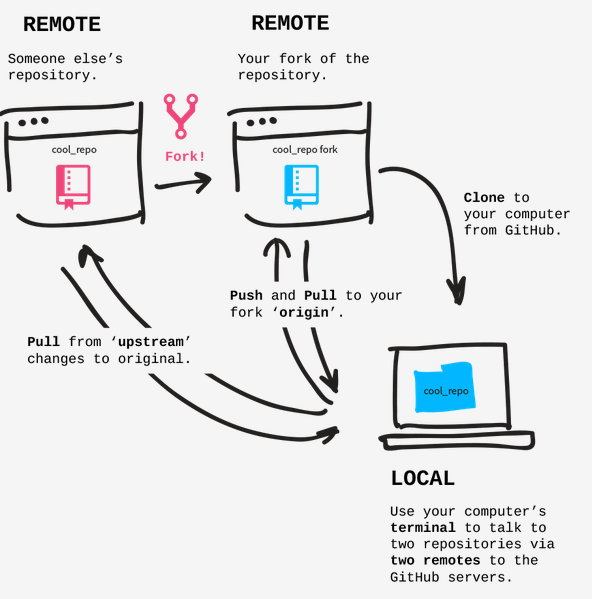 REMOTE
Someone else’s
repository.
cool_repo
Fork!
REMOTE
Your fork of the
repository.
cool_repo fork
Clone to
your computer
from GitHub.
Push and Pull to your
fork ‘origin’.
Pull from ‘upstream’
changes to original.
cool_repo
LOCAL
Use your computer’s
terminal to talk to
two repositories via
two remotes to the
GitHub servers.